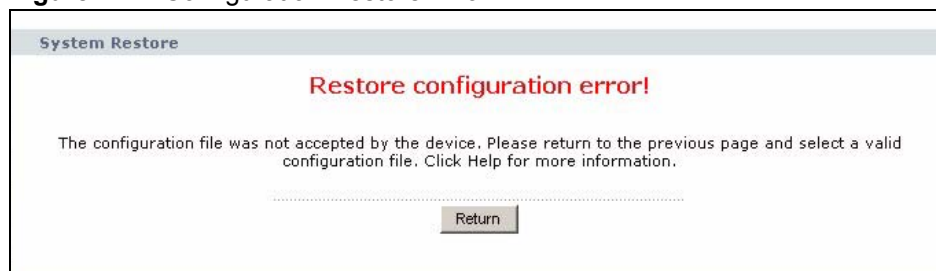 System Restore
Restore configuration error!
The configuration file was not accepted by the device. Please return to the previous page and select a valid
configuration file. Click Help for more information.
Return